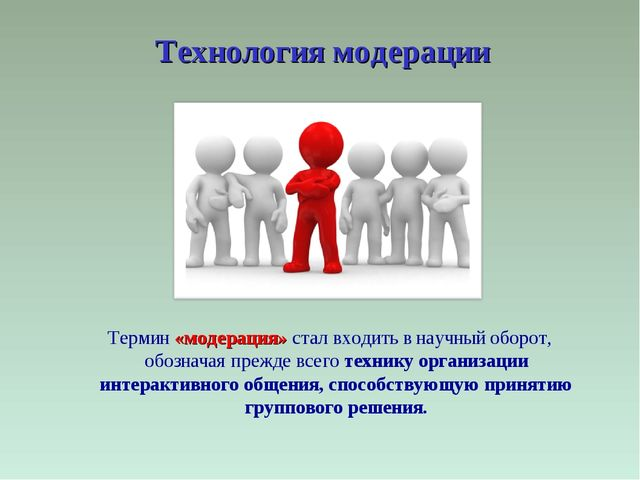 Технология модерации
Термин «модерация» стал входить в научный оборот,
обозначая прежде всего технику организации
интерактивного общения, способствующую принятию
группового решения.